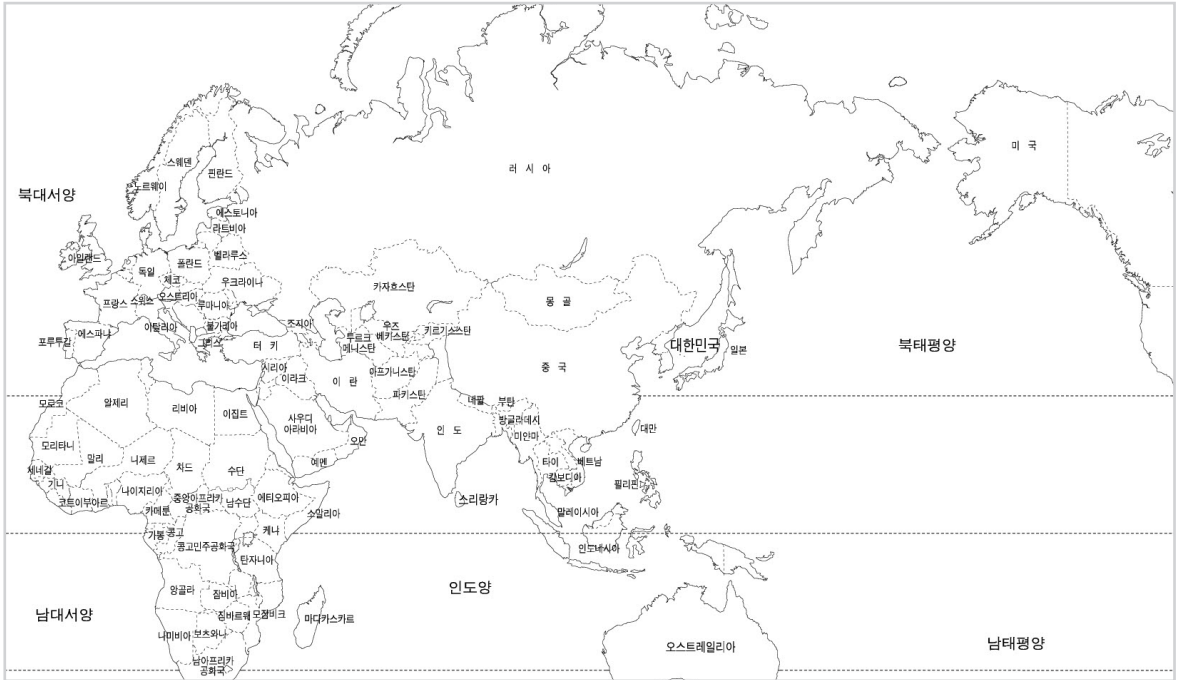 미 국
스웨덴
러 시 아
핀란드
노르웨이
북대서양
에스토니아
라트비아
벨라루스
아일랜드
폴란드
독일
체코
우크라이나
카자흐스탄
오스트리아
프랑스
스위스
루마니아
몽 골
조지아
우즈
베키스탄
이탈리아
불가리아
키르기스스탄
에스파냐
포루투갈
그리스
터 키
투르크
메니스탄
대한민국
일본
북태평양
시리아
이라크
이 란
아프가니스탄
중 국
파키스탄
네팔
부탄
모로코
알제리
리비아
이집트
사우디
아라비아
방글라데시
미얀마
인 도
대만
오만
모리타니
말리
니제르
차드
수단
예멘
타이
베트남
세네갈
기니
캄보디아
필리핀
나이지리아
중앙아프리카
공화국
남수단
에티오피아
스리랑카
코트이부아르
카메룬
소말리아
말레이시아
가봉
콩고
케냐
콩고민주공화국
탄자니아
인도네시아
앙골라
잠비아
인도양
남대서양
짐바르웨
모잠비크
마다카스카르
나미비아
보츠와나
오스트레일리아
남태평양
남아프리카
공화국